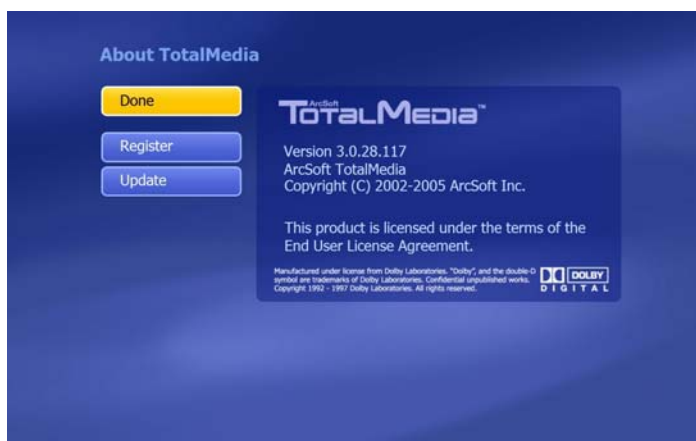 About TotalMedia
Done
Register
Update
ArcSoft
TOTALMEDIA™
Version 3.0.28.117
ArcSoft TotalMedia
Copyright (C) 2002-2005 ArcSoft Inc.
This product is licensed under the terms of the
End User License Agreement.
Manufactured under license from Dolby Laboratories. "Dolby", and the double-D
symbol are trademarks of Dolby Laboratories. Confidential unpublished works.
Copyright 1992 - 1997 Dolby Laboratories. All rights reserved.
DOLBY
DIGITAL